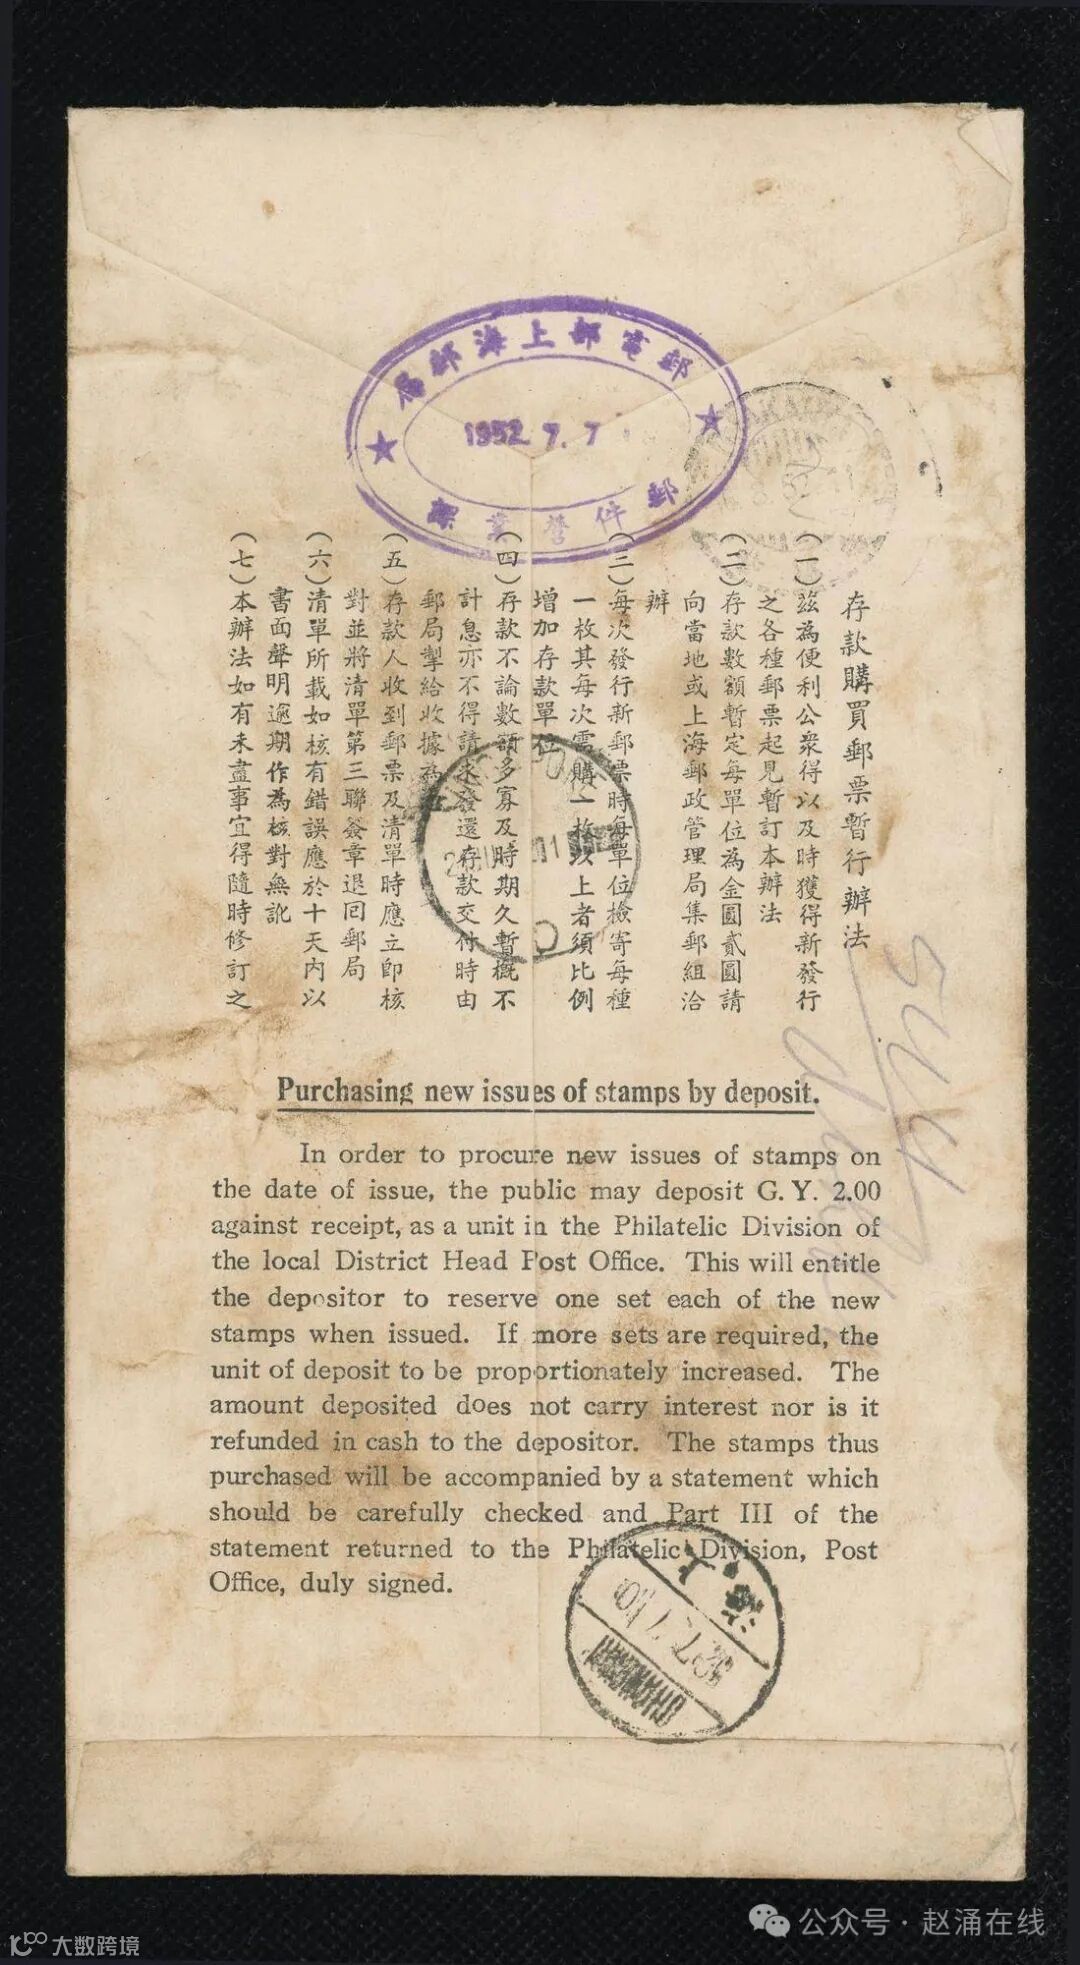 郵電部上海郵局
1952.7.7
郵件營業
存款購買郵票暫行辦法
(一)茲為便利公衆得以及時獲得新發行
之各種郵票起見暫訂本辦法
(二)存款數額暫定每單位為金圓貳圓請
向當地或上海郵政管理局集郵組洽
辦
(三)每次發行新郵票時每單位檢寄每種
一枚其每次需購一枚以上者須比例
增加存款單位
(四)存款不論數額多寡及時期久暫概不
計息亦不得請求發還存款交付時由
郵局掣給收據為
(五)存款人收到郵票及清單時應立即核
對並將清單第三聯簽章退回郵局
(六)清單所載如核有錯誤應於十天內以
書面聲明逾期作為核對無訛
(七)本辦法如有未盡事宜得隨時修訂之
Purchasing new issues of stamps by deposit.
In order to procure new issues of stamps on
the date of issue, the public may deposit G. Y. 2.00
against receipt, as a unit in the Philatelic Division of
the local District Head Post Office. This will entitle
the depositor to reserve one set each of the new
stamps when issued. If more sets are required, the
unit of deposit to be proportionately increased. The
amount deposited does not carry interest nor is it
refunded in cash to the depositor. The stamps thus
purchased will be accompanied by a statement which
should be carefully checked and Part III of the
statement returned to the Philatelic Division, Post
Office, duly signed.
上海
SHANGHAI
公众号·赵涌在线
大数跨境